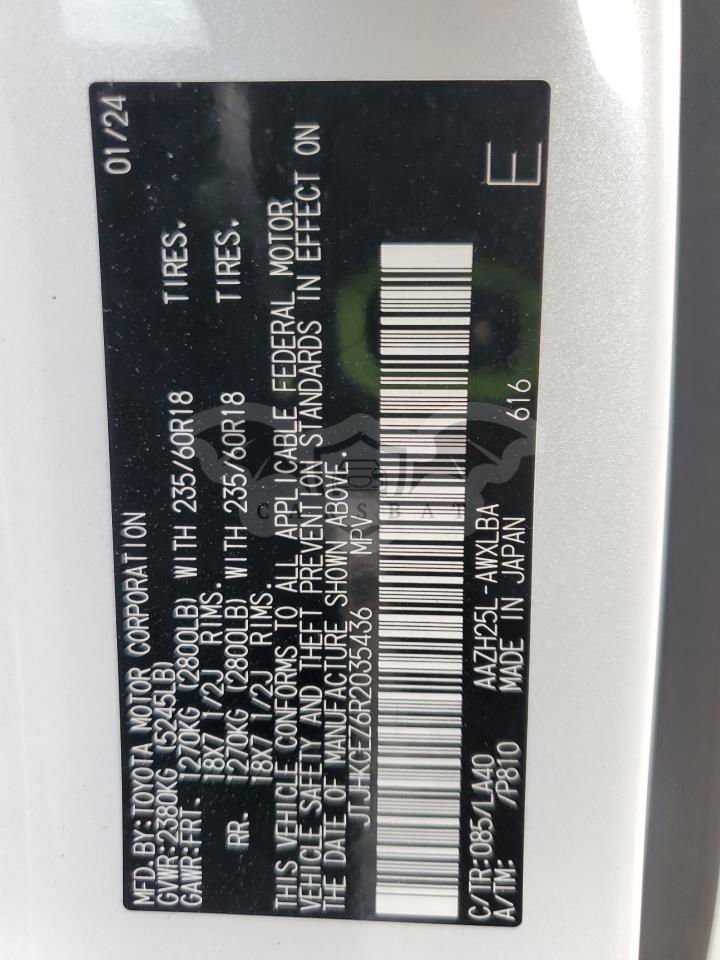 MFD. BY: TOYOTA MOTOR CORPORATION 01/24
GVWR: 2380KG (5245LB)
GAWR: FRT. 1270KG (2800LB) WITH 235/60R18 TIRES.
18X7 1/2J RIMS.
RR. 1270KG (2800LB) WITH 235/60R18 TIRES.
18X7 1/2J RIMS.
THIS VEHICLE CONFORMS TO ALL APPLICABLE FEDERAL MOTOR
VEHICLE SAFETY AND THEFT PREVENTION STANDARDS IN EFFECT ON
THE DATE OF MANUFACTURE SHOWN ABOVE.
JTJHKCEZ6R2035436 MPV
CARSBAT
C/TR: 085/LA40 AAZH25L-AWXLBA 616
A/TM: /P810 MADE IN JAPAN E